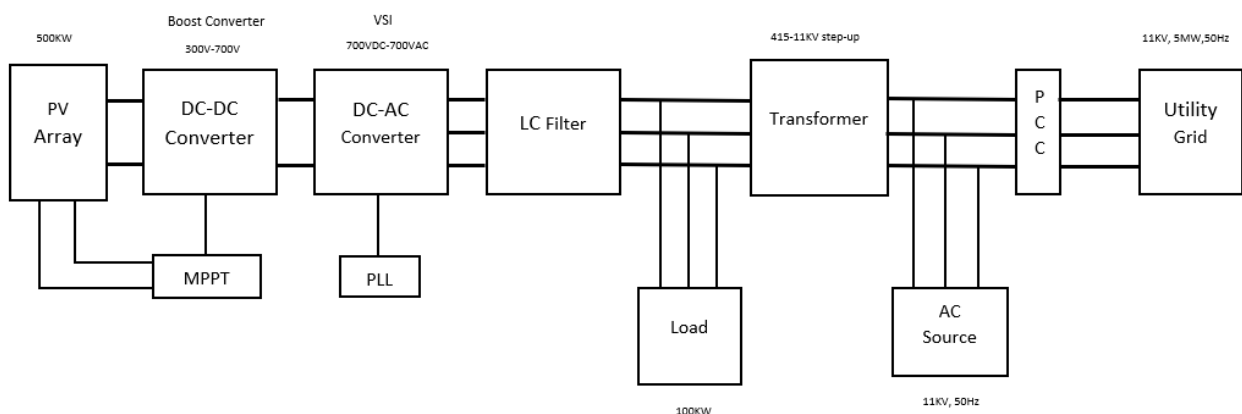 Boost Converter
VSI
500KW
300V-700V
700VDC-700VAC
415-11KV step-up
11KV, 5MW,50Hz
PV
Array
DC-DC
Converter
DC-AC
Converter
LC Filter
Transformer
P
C
C
Utility
Grid
MPPT
PLL
Load
AC
Source
100KW
11KV, 50Hz